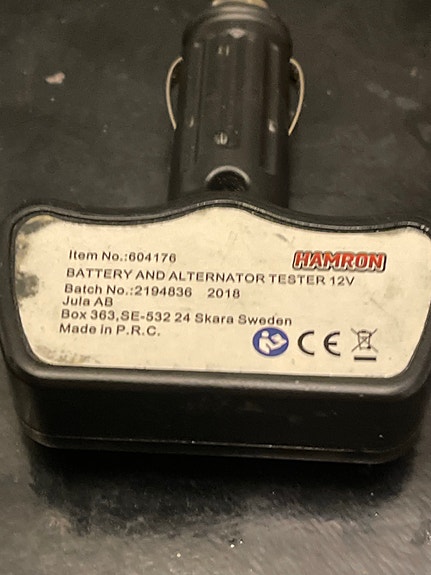 Item No.:604176 HAMRON
BATTERY AND ALTERNATOR TESTER 12V
Batch No.:2194836 2018
Jula AB
Box 363,SE-532 24 Skara Sweden
Made in P.R.C.
CE